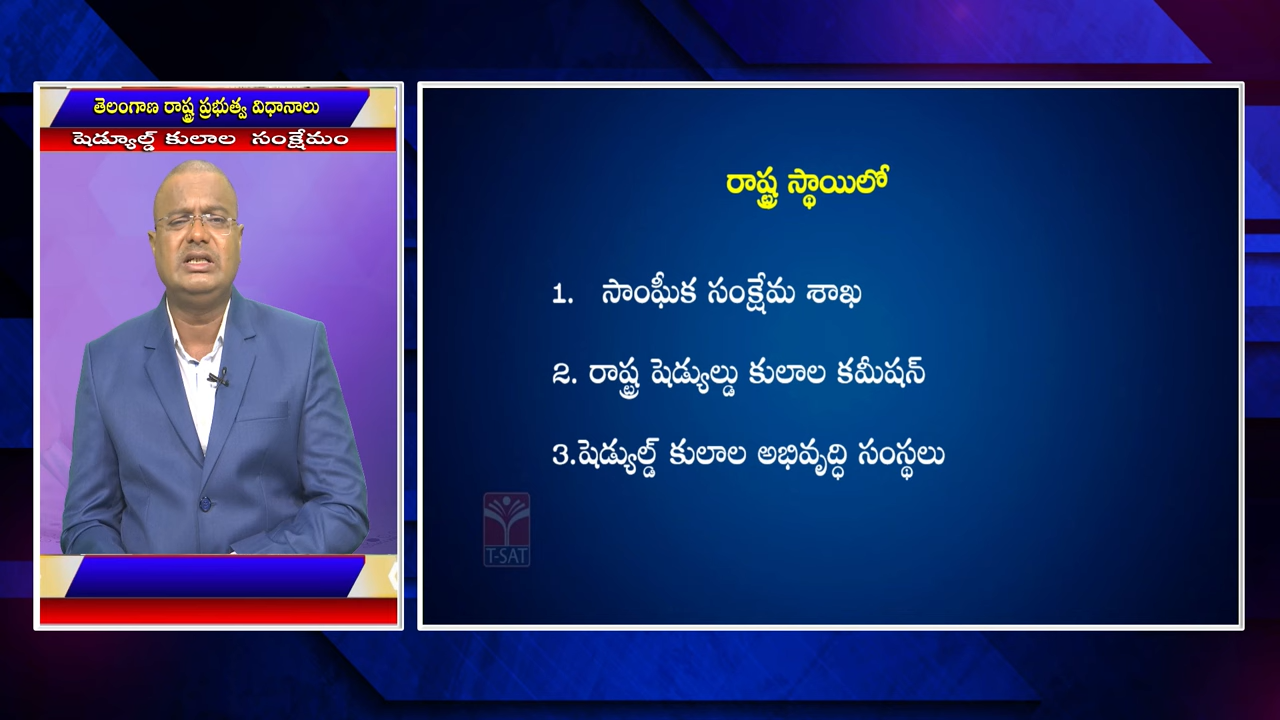 తెలంగాణ రాష్ట్ర ప్రభుత్వ విధానాలు
షెడ్యూల్డ్ కులాల సంక్షేమం
రాష్ట్ర స్థాయిలో
1. సాంఘీక సంక్షేమ శాఖ
2. రాష్ట్ర షెడ్యుల్డు కులాల కమీషన్
3.షెడ్యుల్డ్ కులాల అభివృద్ధి సంస్థలు
T-SAT